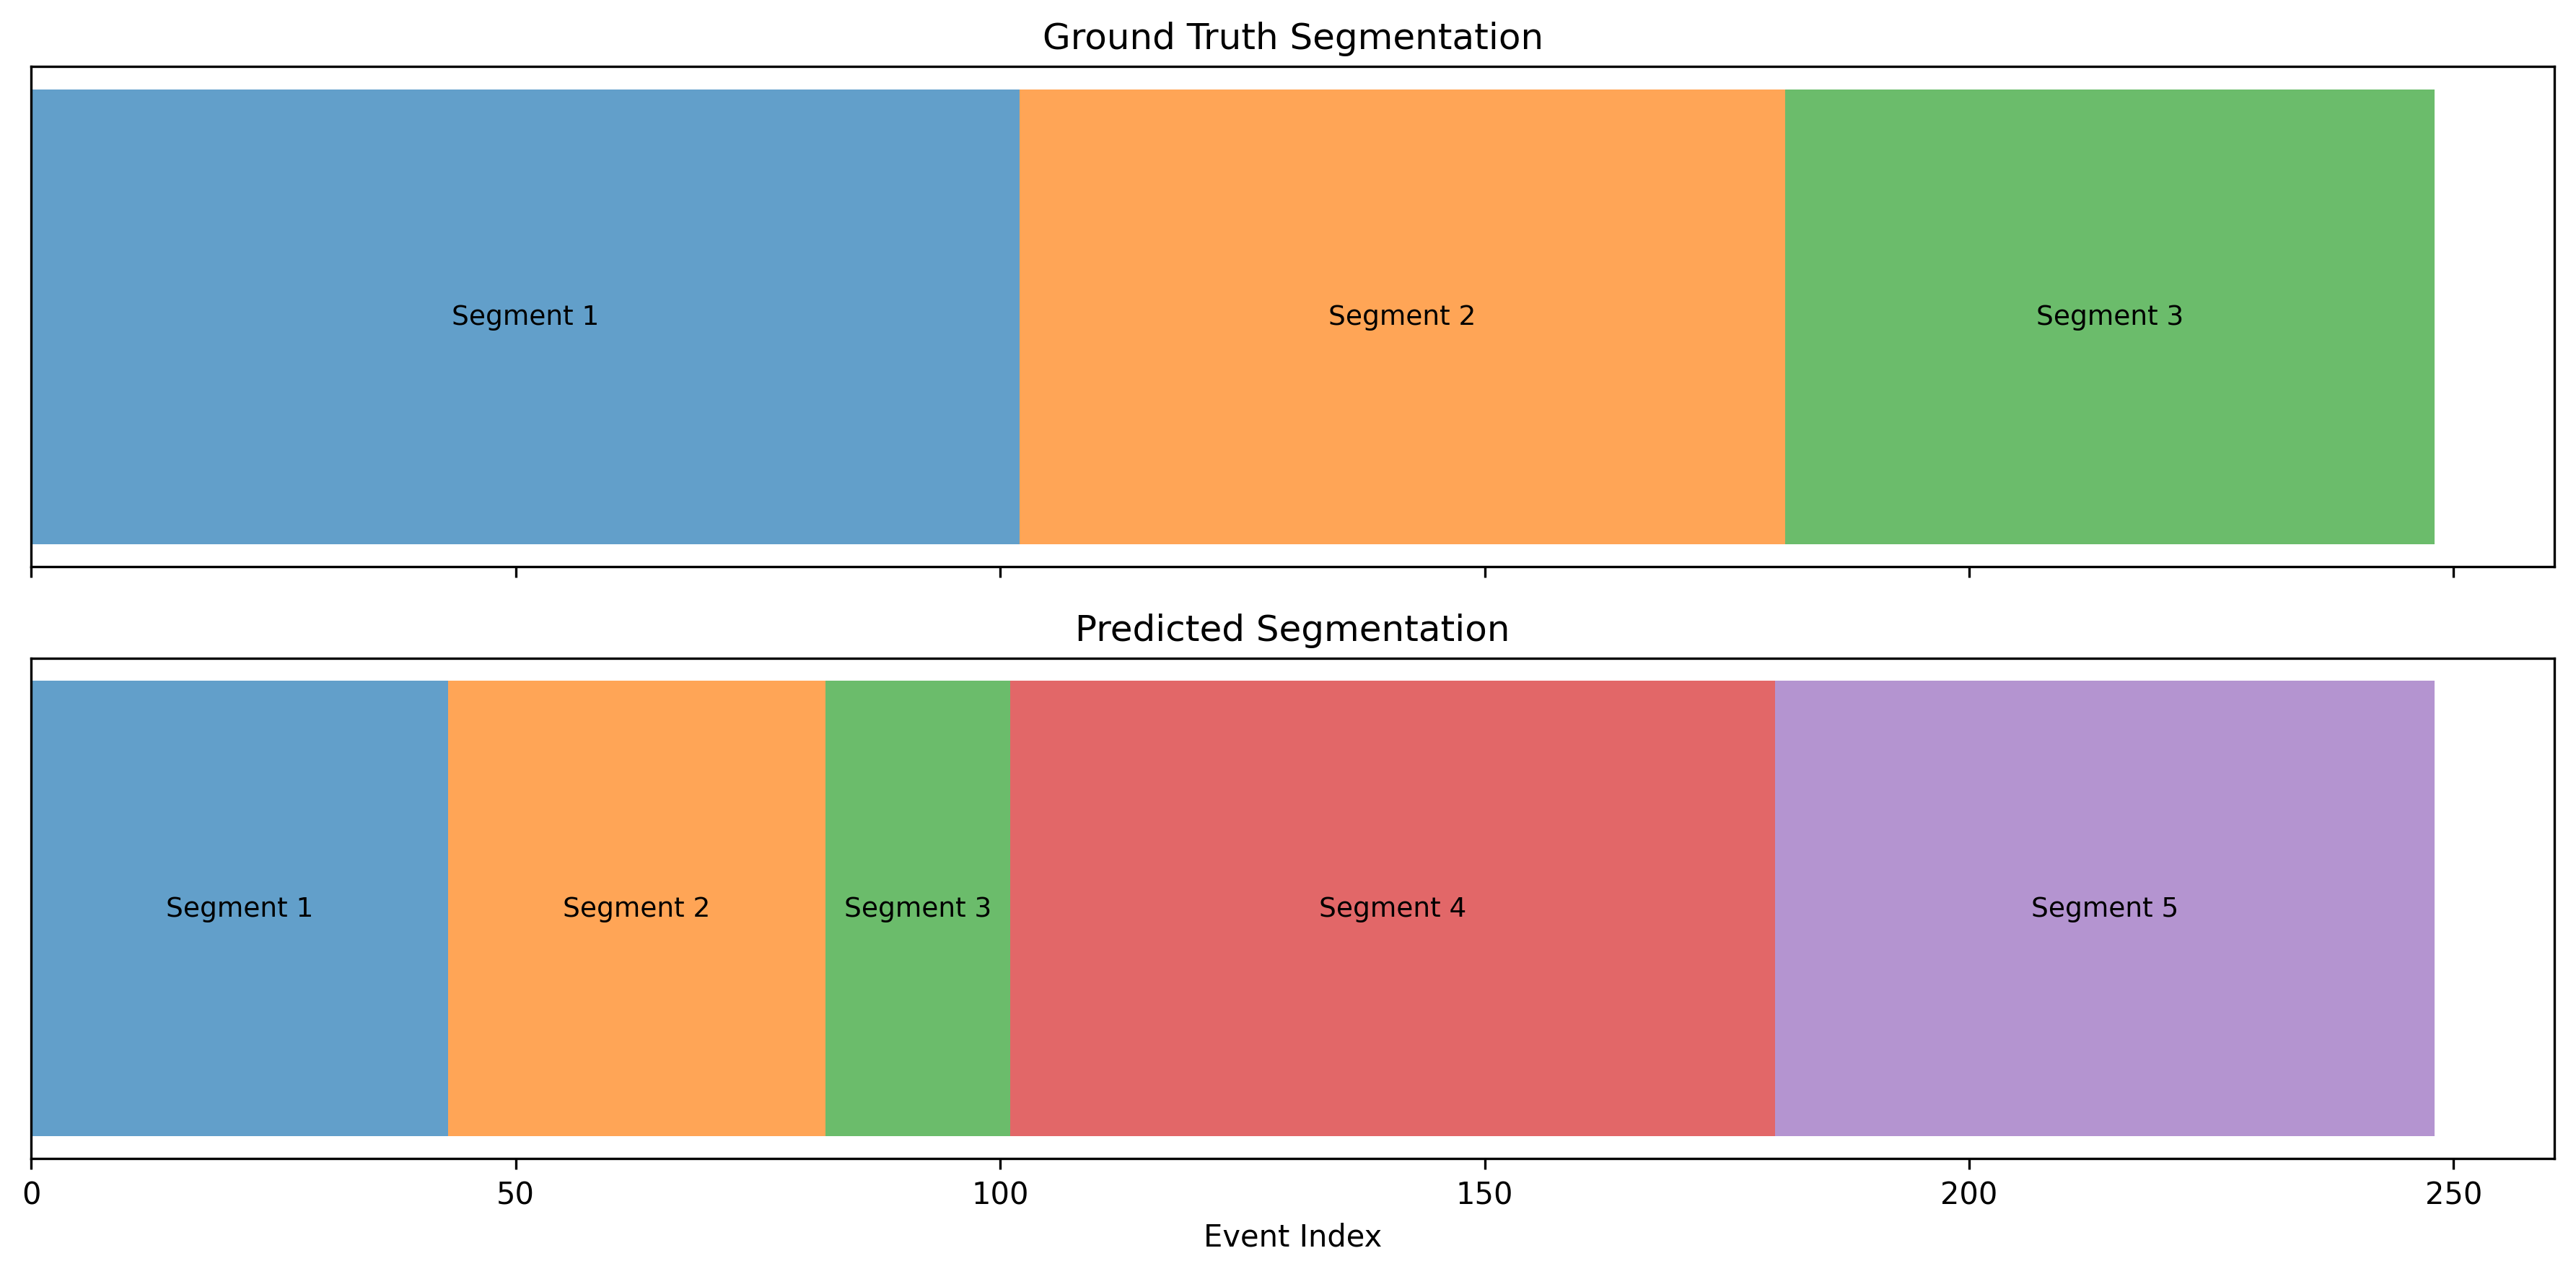 Ground Truth Segmentation
Segment 1 Segment 2 Segment 3
Predicted Segmentation
Segment 1 Segment 2 Segment 3 Segment 4 Segment 5
0 50 100 150 200 250
Event Index